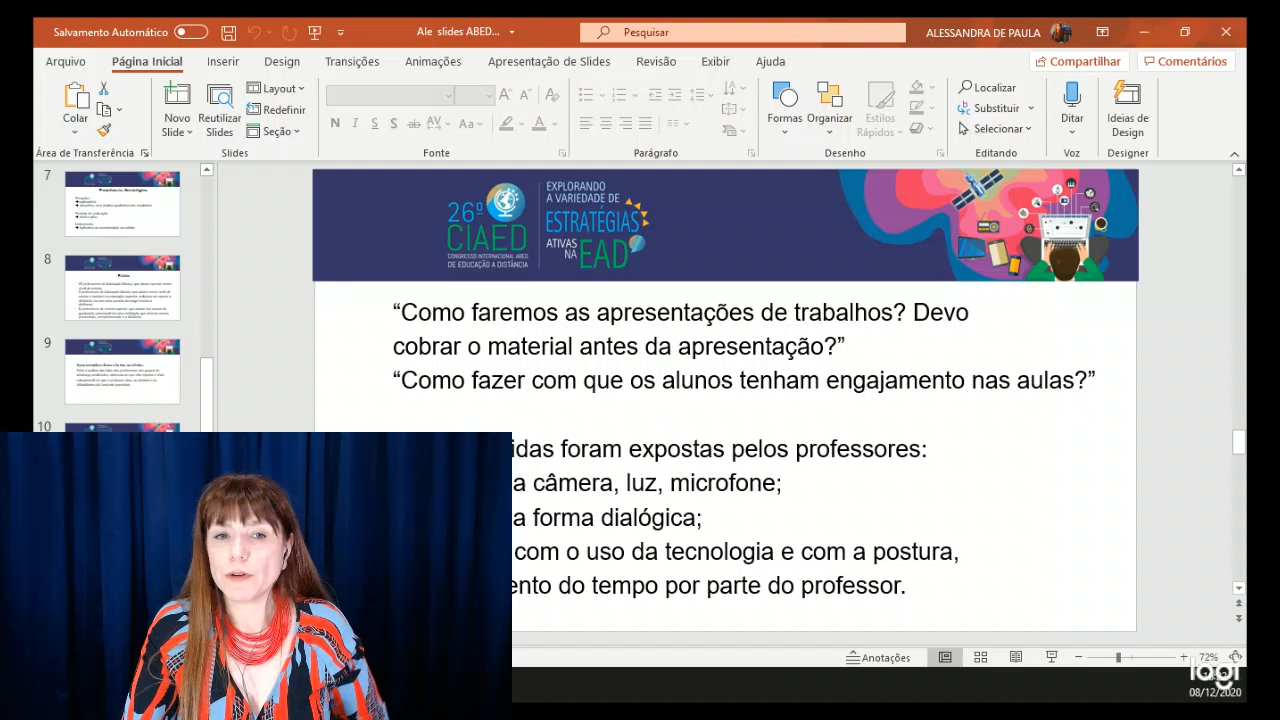 Salvamento Automático
Ale slides ABED...
Pesquisar
ALESSANDRA DE PAULA
Arquivo
Página Inicial
Inserir
Design
Transições
Animações
Apresentação de Slides
Revisão
Exibir
Ajuda
Compartilhar
Comentários
Colar
Novo
Slide
Reutilizar
Slides
Layout
Redefinir
Seção
N
I
S
S
ab
AV
Aa
A
Formas
Organizar
Estilos
Rápidos
Localizar
Substituir
Selecionar
Ditar
Ideias de
Design
Área de Transferência
Slides
Fonte
Parágrafo
Desenho
Editando
Voz
Designer
7
8
9
10
26º
CIAED
CONGRESSO INTERNACIONAL ABED
DE EDUCAÇÃO A DISTÂNCIA
EXPLORANDO
A VARIEDADE DE
ESTRATÉGIAS
ATIVAS
NA EAD
“Como faremos as apresentações de trabalhos? Devo
cobrar o material antes da apresentação?”
“Como fazer com que os alunos tenham engajamento nas aulas?”
idas foram expostas pelos professores:
a câmera, luz, microfone;
a forma dialógica;
com o uso da tecnologia e com a postura,
ento do tempo por parte do professor.
Anotações
72%
logi
08/12/2020